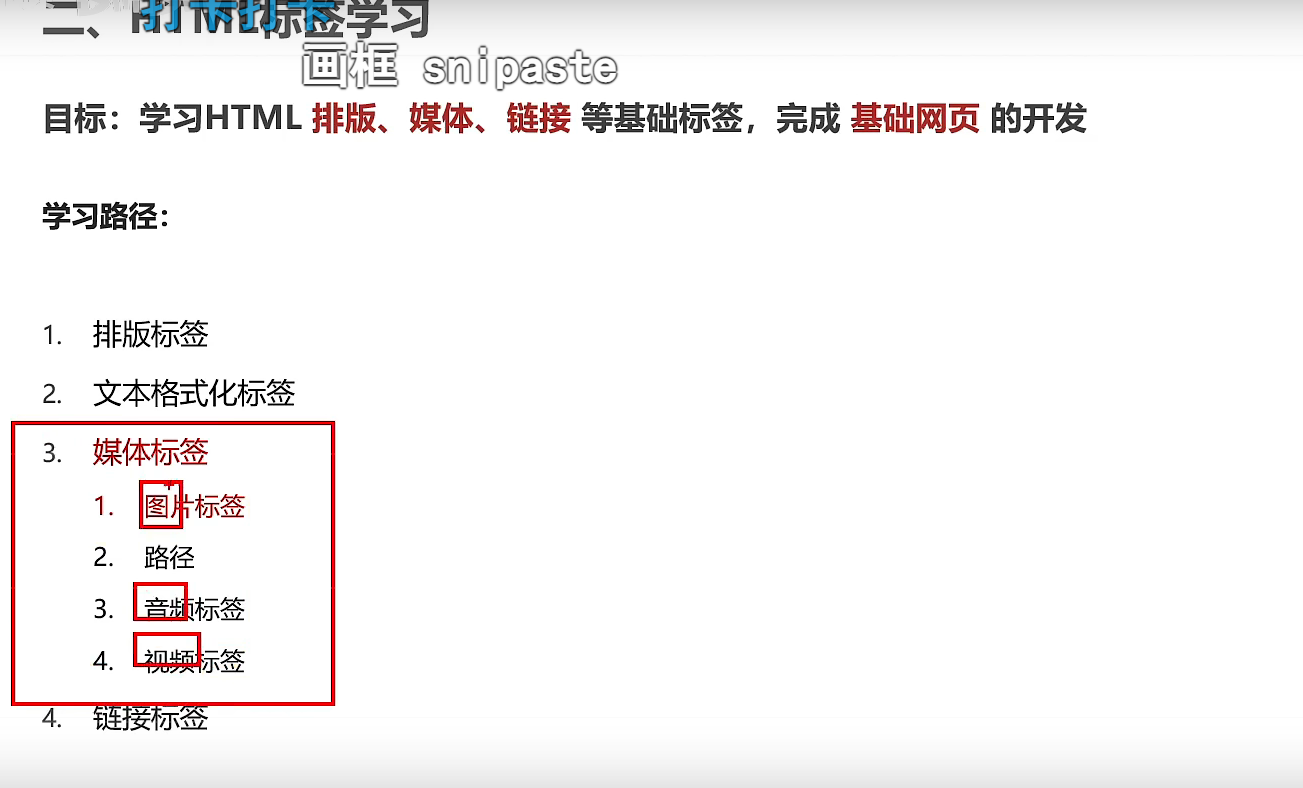 二、HTML标签学习
打卡打卡
画框 snipaste
目标：学习HTML 排版、媒体、链接 等基础标签，完成 基础网页 的开发
学习路径：
1. 排版标签
2. 文本格式化标签
3. 媒体标签
1. 图片标签
2. 路径
3. 音频标签
4. 视频标签
4. 链接标签